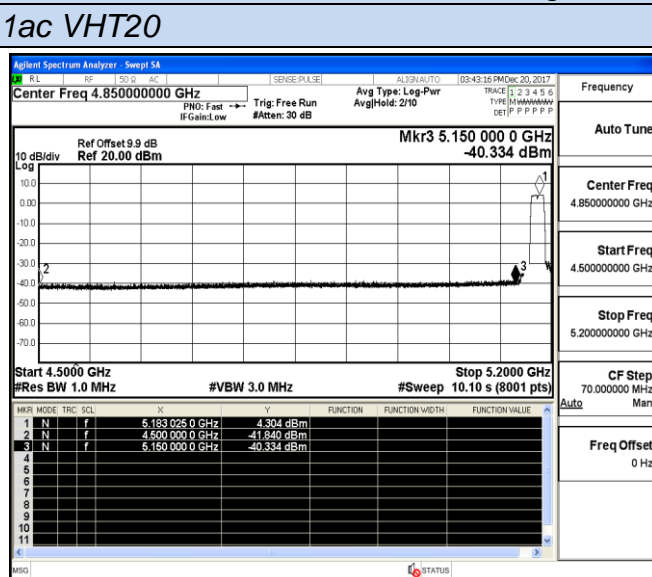 1ac VHT20
Agilent Spectrum Analyzer - Swept SA
RL RF 50 Ω AC SENSE:PULSE ALIGNAUTO 03:43:16 PM Dec 20, 2017
Center Freq 4.850000000 GHz
PNO: Fast
IFGain:Low
Trig: Free Run
#Atten: 30 dB
Avg Type: Log-Pwr
Avg|Hold: 2/10
TRACE 1 2 3 4 5 6
TYPE M WWWWW
DET P P P P P P
Ref Offset 9.9 dB
Ref 20.00 dBm
10 dB/div
Log
Mkr3 5.150 000 0 GHz
-40.334 dBm
10.0
0.00
-10.0
-20.0
-30.0
-40.0
-50.0
-60.0
-70.0
1
2
3
Start 4.5000 GHz Stop 5.2000 GHz
#Res BW 1.0 MHz #VBW 3.0 MHz #Sweep 10.10 s (8001 pts)
MKR MODE TRC SCL X Y FUNCTION FUNCTION WIDTH FUNCTION VALUE
1 N f 5.183 025 0 GHz 4.304 dBm
2 N f 4.500 000 0 GHz -41.840 dBm
3 N f 5.150 000 0 GHz -40.334 dBm
4
5
6
7
8
9
10
11
MSG STATUS
Frequency
Auto Tune
Center Freq
4.850000000 GHz
Start Freq
4.500000000 GHz
Stop Freq
5.200000000 GHz
CF Step
70.000000 MHz
Auto Man
Freq Offset
0 Hz